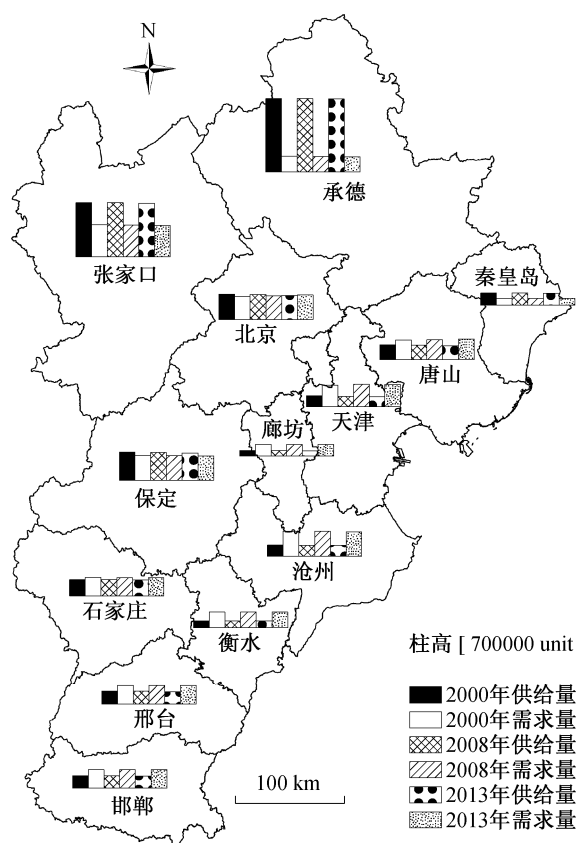 N
承德
张家口
秦皇岛
北京
唐山
天津
廊坊
保定
沧州
石家庄
衡水
邢台
邯郸
柱高 [ 700000 unit
2000年供给量
2000年需求量
2008年供给量
2008年需求量
2013年供给量
2013年需求量
100 km